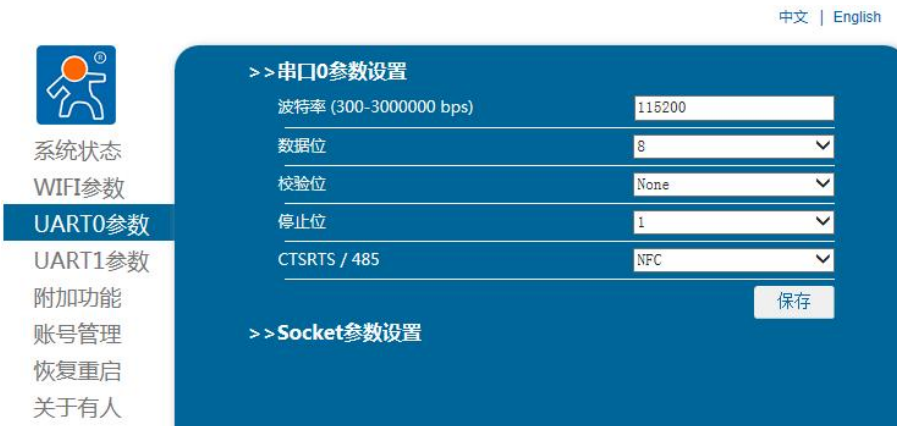 中文 | English
®
系统状态
WIFI参数
UART0参数
UART1参数
附加功能
账号管理
恢复重启
关于有人
>>串口0参数设置
波特率 (300-3000000 bps) 115200
数据位 8
校验位 None
停止位 1
CTSRTS / 485 NFC
保存
>>Socket参数设置